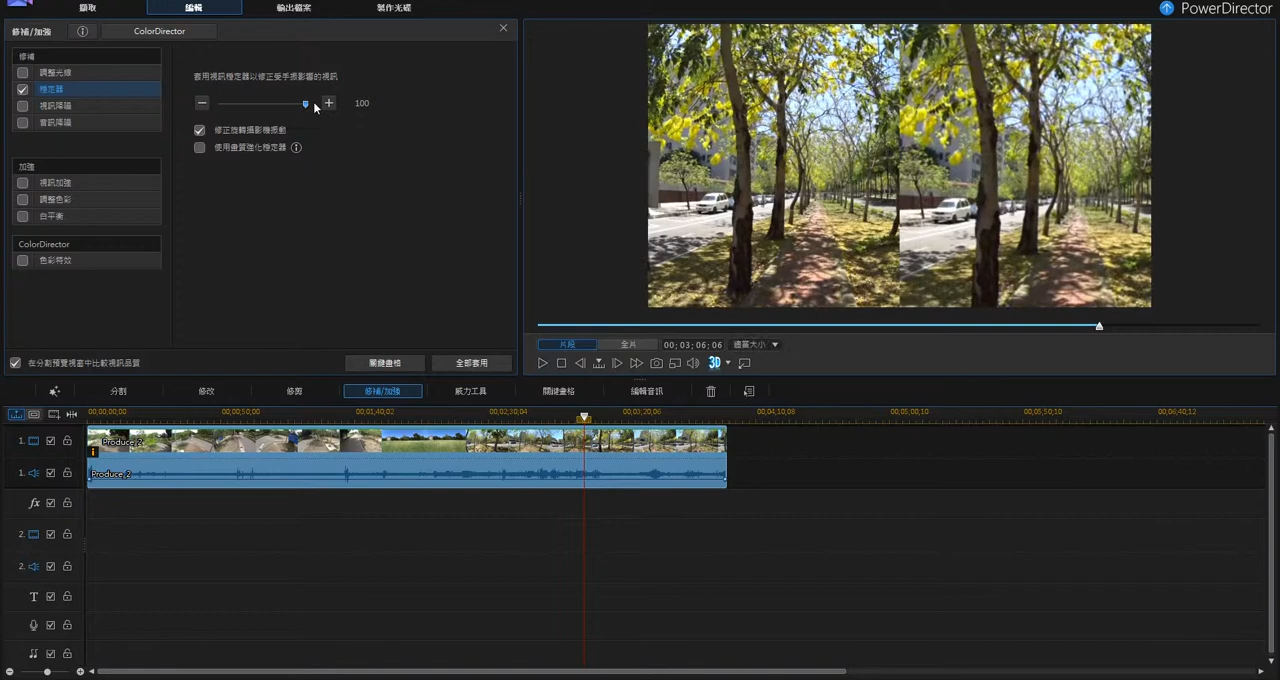 擷取
編輯
輸出檔案
製作光碟
PowerDirector
修補/加強
ColorDirector
修補
調整光線
穩定器
視訊降噪
音訊降噪
加強
視訊加強
調整色彩
白平衡
ColorDirector
色彩特效
套用視訊穩定器以修正受手振影響的視訊
100
修正旋轉攝影機振動
使用畫質強化穩定器
在分割預覽視窗中比較視訊品質
關鍵畫格
全部套用
片段
全片
00;03;06;06
適當大小
3D
分割
修改
修剪
修補/加強
威力工具
關鍵畫格
編輯音訊
00;00;00;00
00;00;50;00
00;01;40;02
00;02;30;04
00;03;20;06
00;04;10;08
00;05;00;10
00;05;50;10
00;06;40;12
1.
Produce_2
1.
Produce_2
fx
2.
2.
T